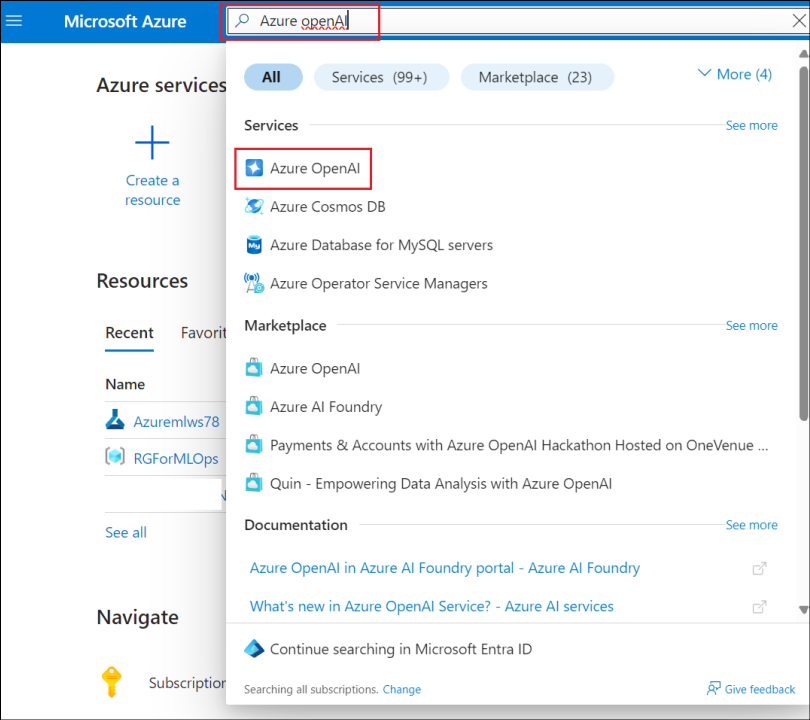 Microsoft Azure
Azure openAI
All
Services (99+)
Marketplace (23)
More (4)
Azure services
Create a
resource
Services
See more
Azure OpenAI
Azure Cosmos DB
My
Azure Database for MySQL servers
Azure Operator Service Managers
Resources
Recent
Favorit
Name
Azuremlws78
RGForMLOps
See all
Marketplace
See more
Azure OpenAI
Azure AI Foundry
Payments & Accounts with Azure OpenAI Hackathon Hosted on OneVenue ...
Quin - Empowering Data Analysis with Azure OpenAI
Documentation
See more
Azure OpenAI in Azure AI Foundry portal - Azure AI Foundry
What's new in Azure OpenAI Service? - Azure AI services
Navigate
Subscription
Continue searching in Microsoft Entra ID
Searching all subscriptions. Change
Give feedback